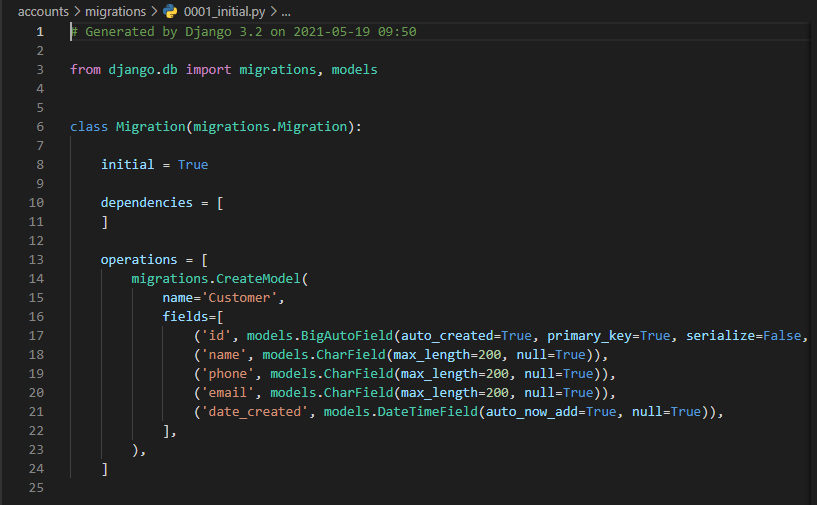 accounts > migrations > 0001_initial.py > ...
1 # Generated by Django 3.2 on 2021-05-19 09:50
2
3 from django.db import migrations, models
4
5
6 class Migration(migrations.Migration):
7
8     initial = True
9
10     dependencies = [
11     ]
12
13     operations = [
14         migrations.CreateModel(
15             name='Customer',
16             fields=[
17                 ('id', models.BigAutoField(auto_created=True, primary_key=True, serialize=False,
18                 ('name', models.CharField(max_length=200, null=True)),
19                 ('phone', models.CharField(max_length=200, null=True)),
20                 ('email', models.CharField(max_length=200, null=True)),
21                 ('date_created', models.DateTimeField(auto_now_add=True, null=True)),
22             ],
23         ),
24     ]
25